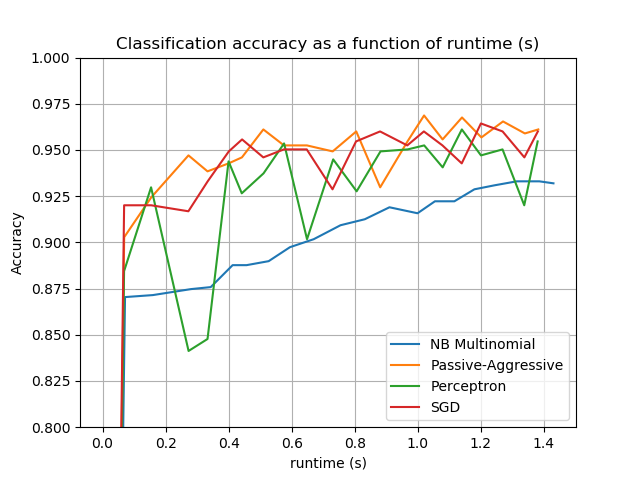 Classification accuracy as a function of runtime (s)
1.000
0.975
0.950
0.925
0.900
0.875
0.850
0.825
0.800
Accuracy
NB Multinomial
Passive-Aggressive
Perceptron
SGD
0.0 0.2 0.4 0.6 0.8 1.0 1.2 1.4
runtime (s)